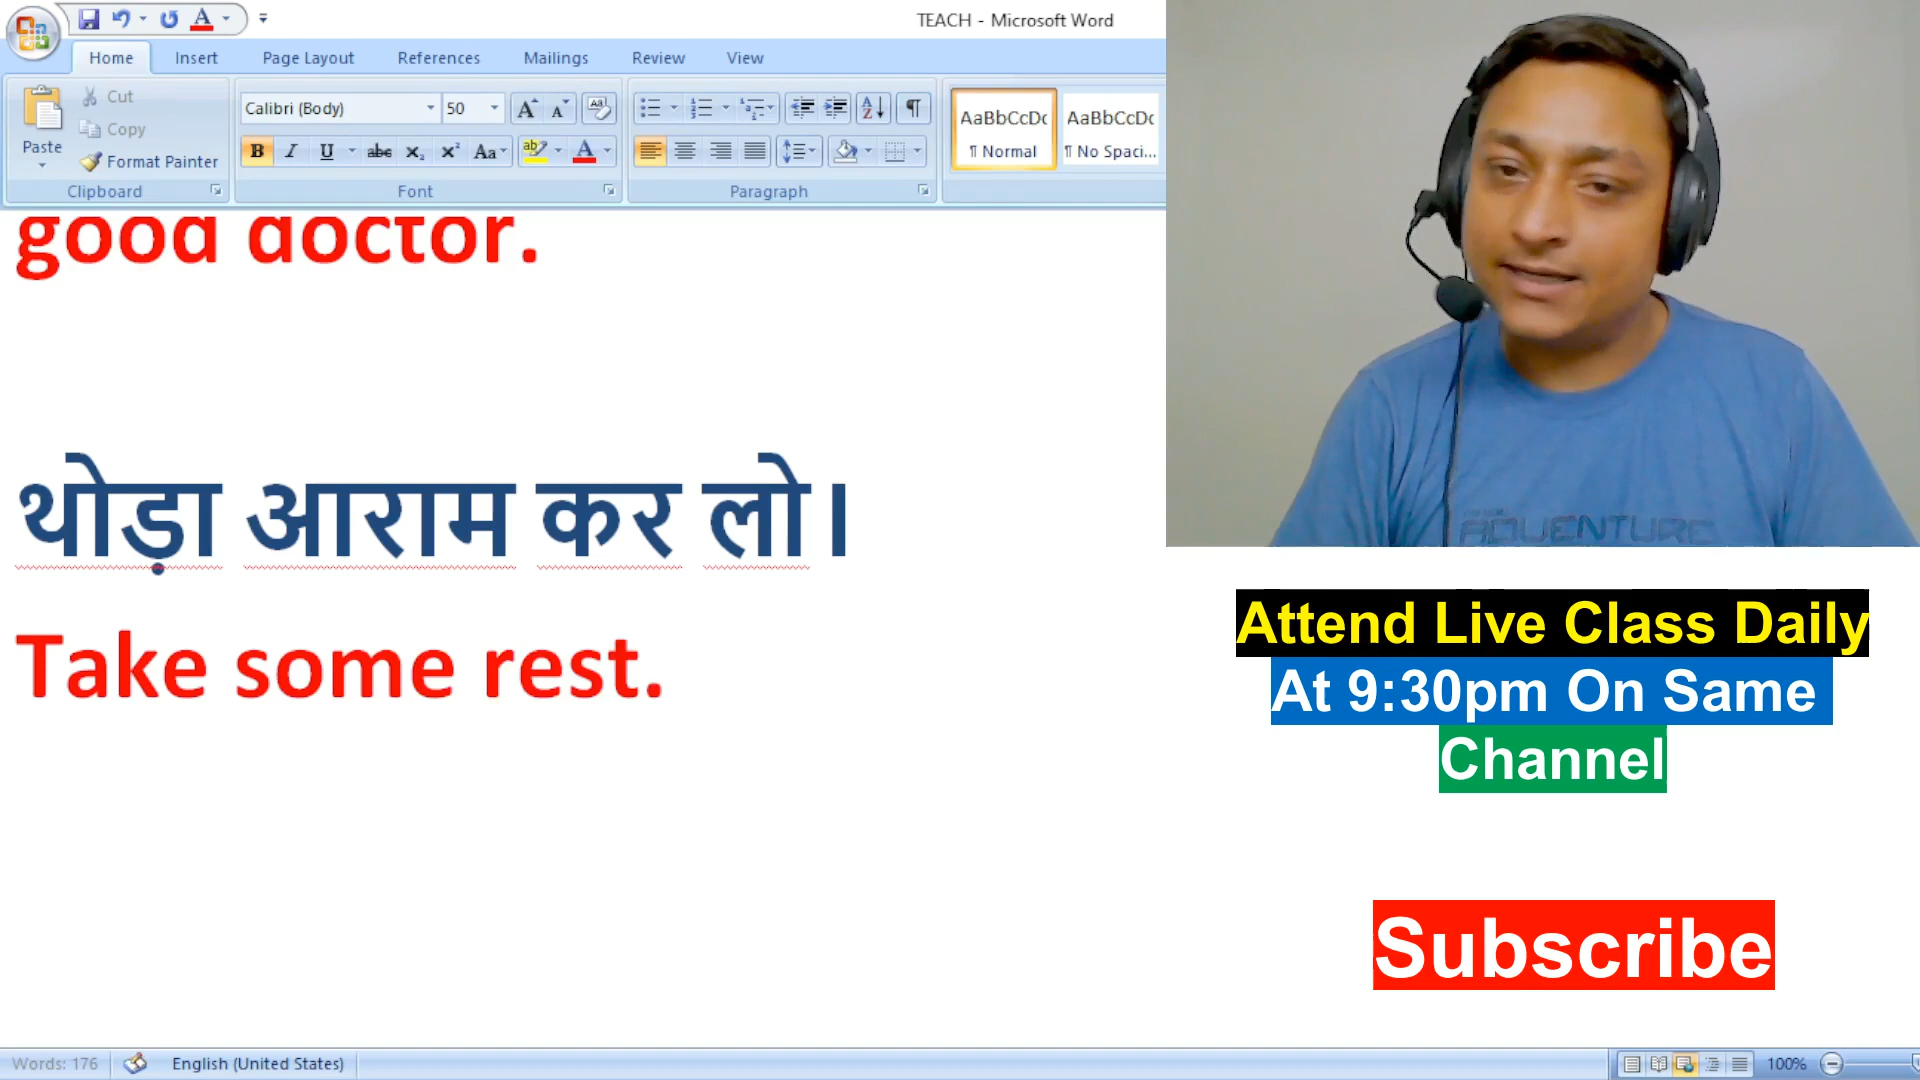 TEACH - Microsoft Word
Home Insert Page Layout References Mailings Review View
Paste
Cut
Copy
Format Painter
Clipboard
Calibri (Body) 50
Font
Paragraph
AaBbCcDc AaBbCcDc
¶ Normal ¶ No Spaci...
good doctor.
थोड़ा आराम कर लो।
Take some rest.
ADVENTURE
Attend Live Class Daily
At 9:30pm On Same
Channel
Subscribe
Words: 176 English (United States) 100%